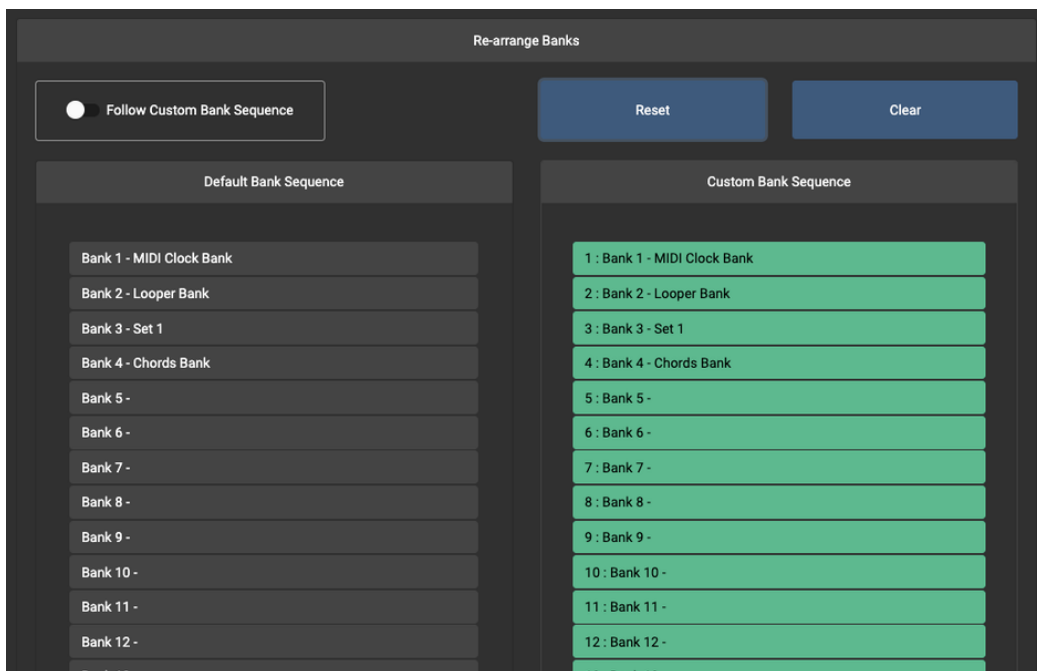 Re-arrange Banks
Follow Custom Bank Sequence
Reset
Clear
Default Bank Sequence
Bank 1 - MIDI Clock Bank
Bank 2 - Looper Bank
Bank 3 - Set 1
Bank 4 - Chords Bank
Bank 5 -
Bank 6 -
Bank 7 -
Bank 8 -
Bank 9 -
Bank 10 -
Bank 11 -
Bank 12 -
Custom Bank Sequence
1 : Bank 1 - MIDI Clock Bank
2 : Bank 2 - Looper Bank
3 : Bank 3 - Set 1
4 : Bank 4 - Chords Bank
5 : Bank 5 -
6 : Bank 6 -
7 : Bank 7 -
8 : Bank 8 -
9 : Bank 9 -
10 : Bank 10 -
11 : Bank 11 -
12 : Bank 12 -